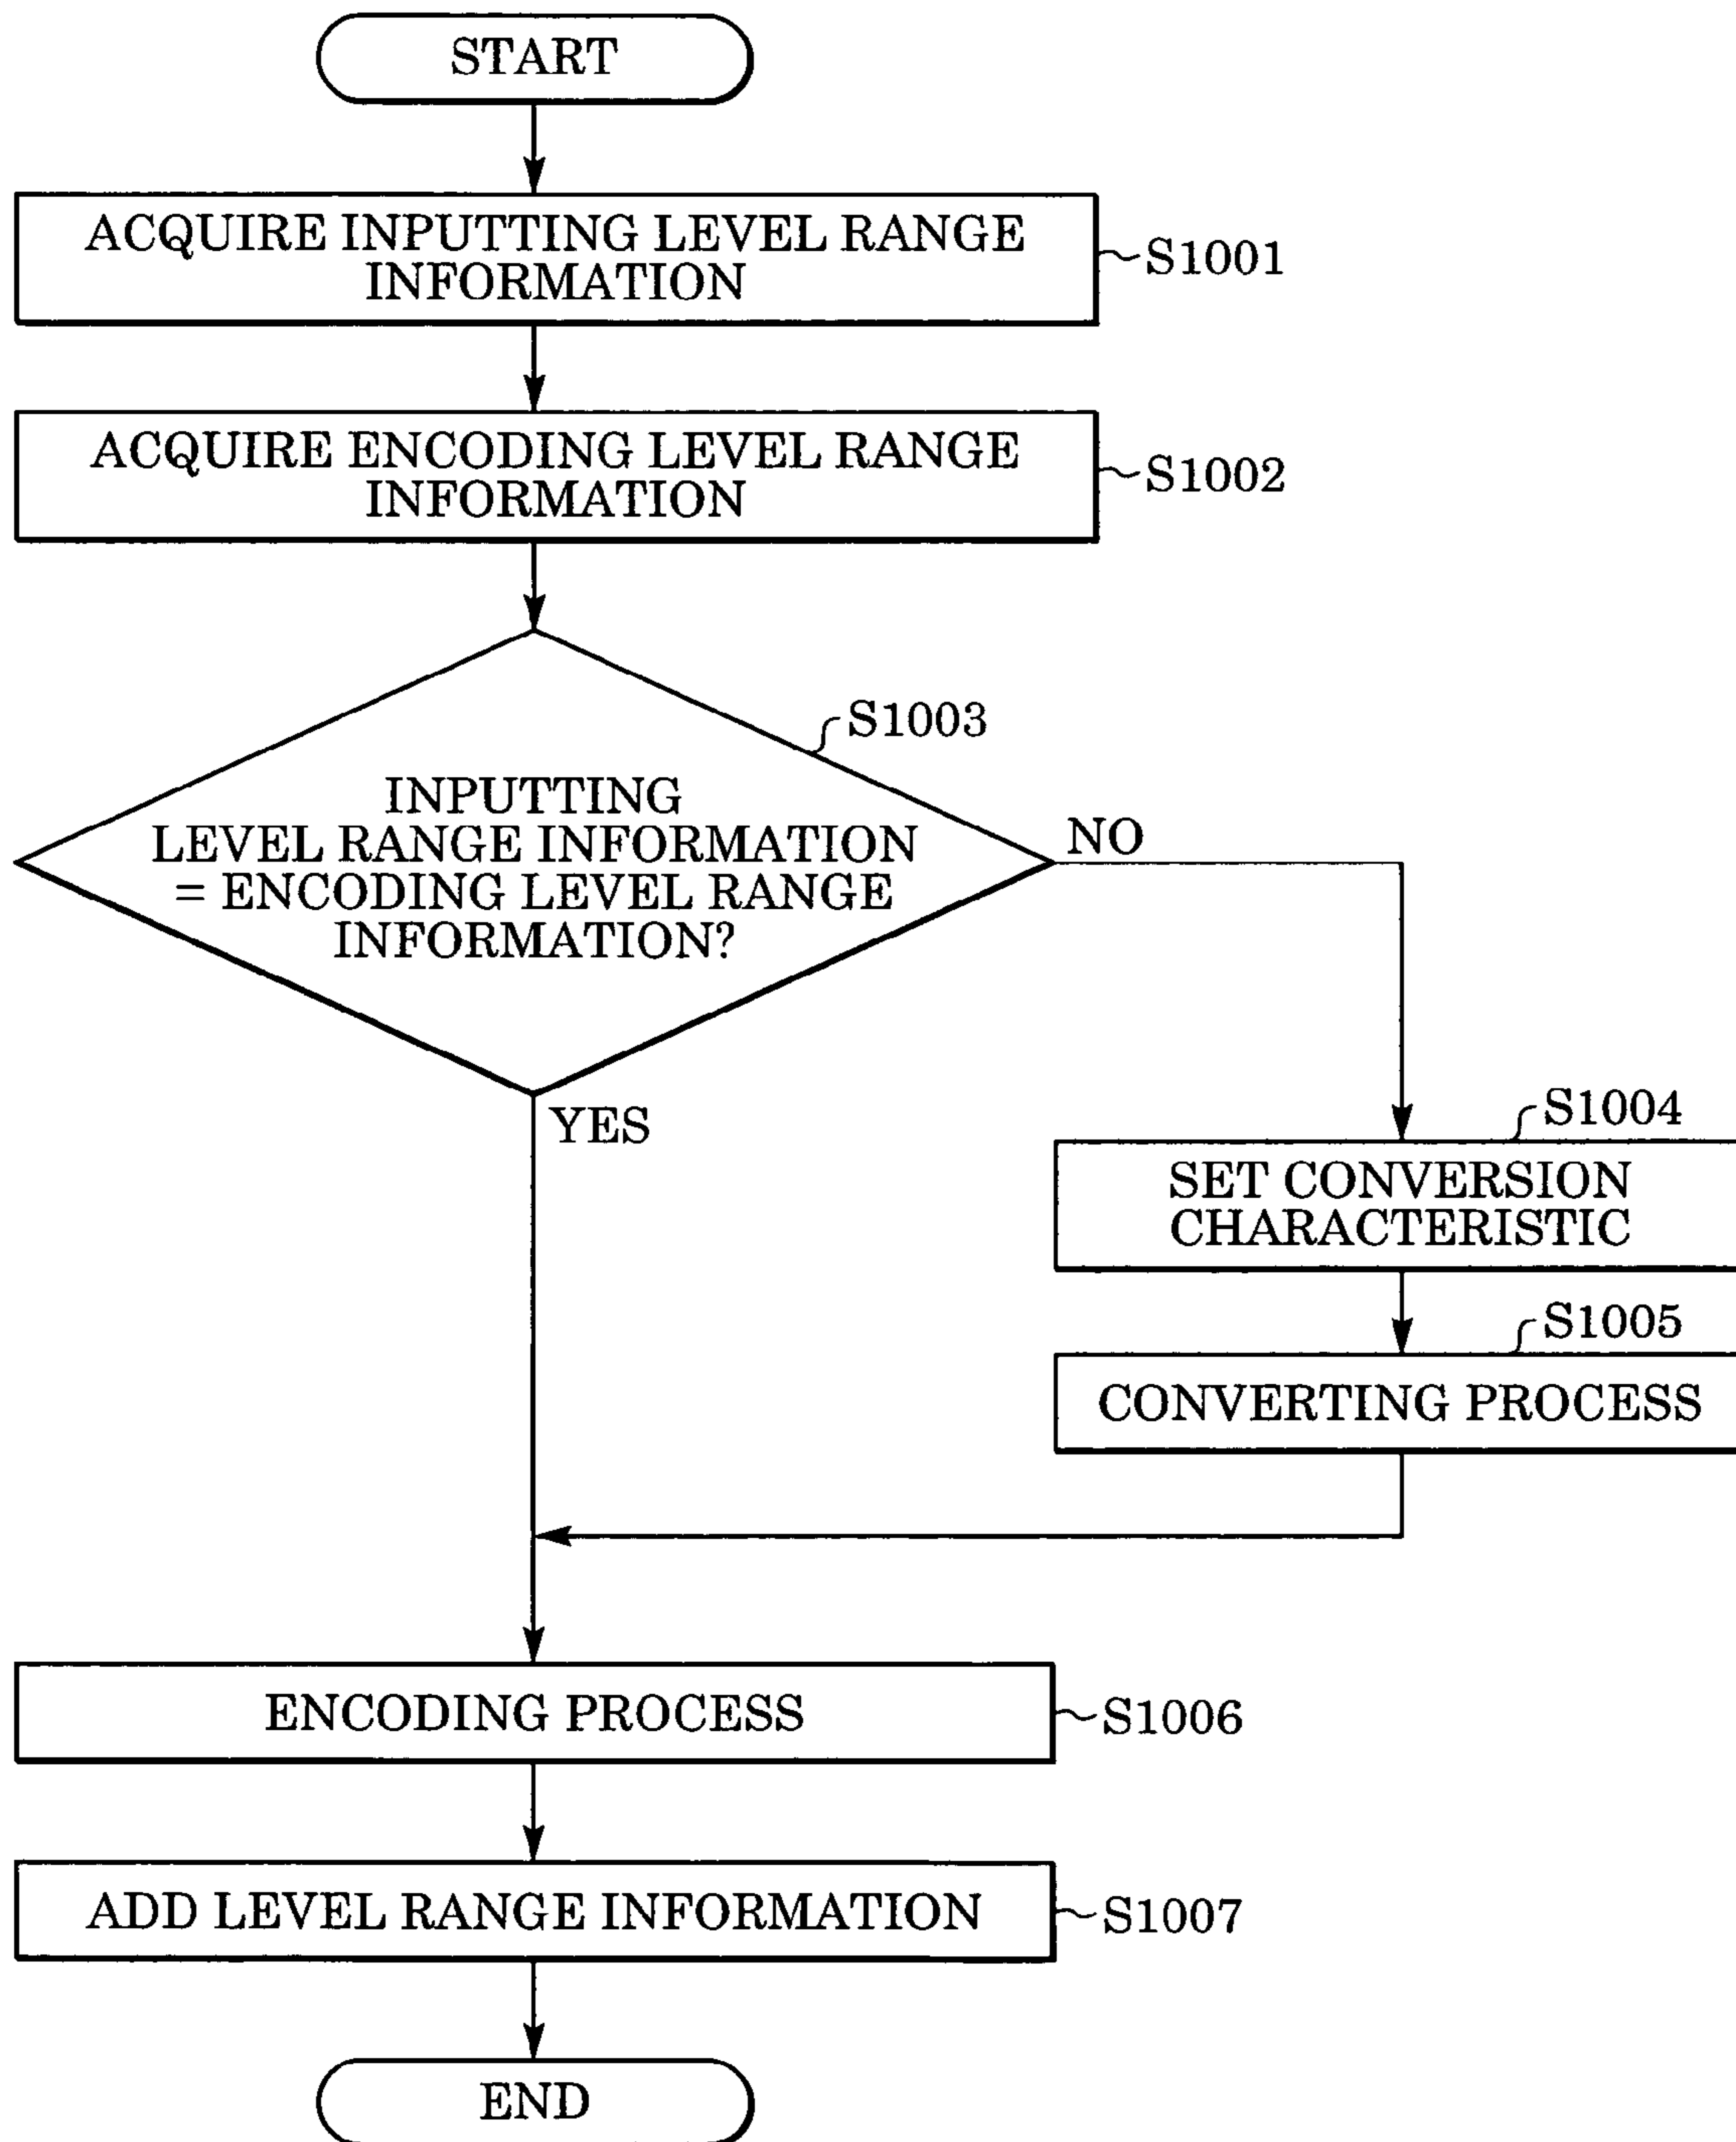 START
ACQUIRE INPUTTING LEVEL RANGE
INFORMATION
S1001
ACQUIRE ENCODING LEVEL RANGE
INFORMATION
S1002
S1003
INPUTTING
LEVEL RANGE INFORMATION
= ENCODING LEVEL RANGE
INFORMATION?
NO
YES
S1004
SET CONVERSION
CHARACTERISTIC
S1005
CONVERTING PROCESS
ENCODING PROCESS
S1006
ADD LEVEL RANGE INFORMATION
S1007
END